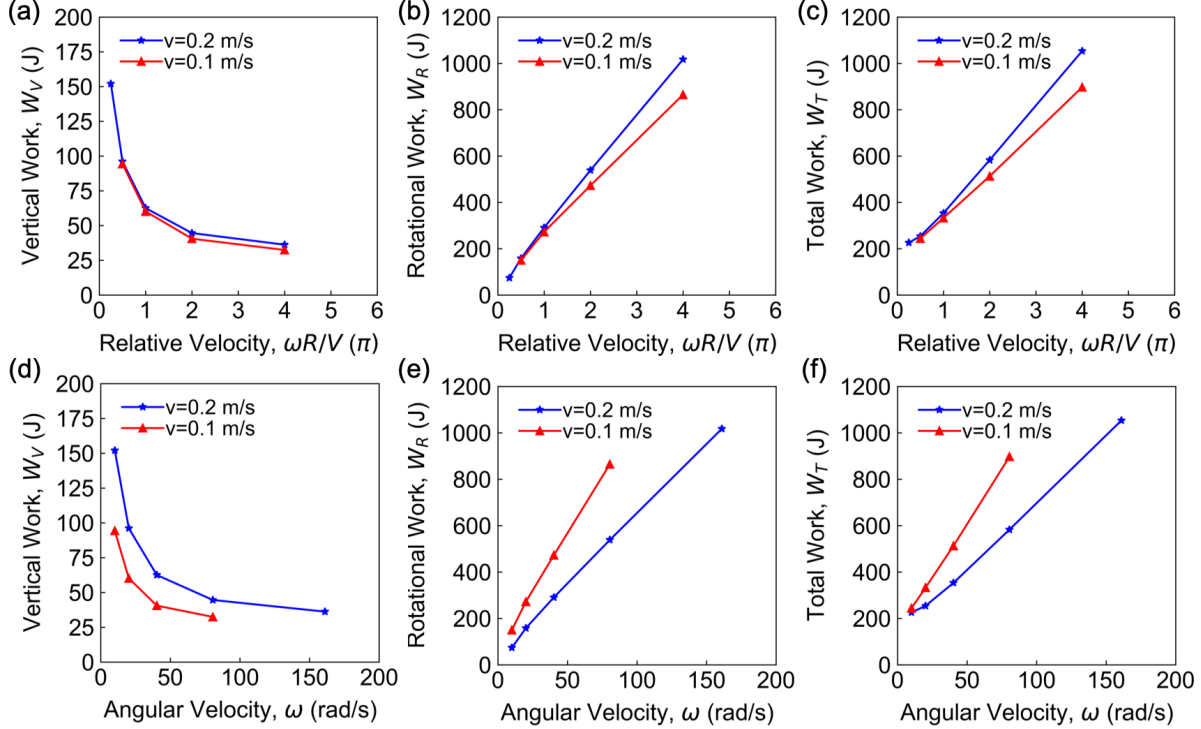 (a)
Vertical Work, W_V (J)
200
175
150
125
100
75
50
25
0
v=0.2 m/s
v=0.1 m/s
0 1 2 3 4 5 6
Relative Velocity, ωR/V (π)
(b)
Rotational Work, W_R (J)
1200
1000
800
600
400
200
0
v=0.2 m/s
v=0.1 m/s
0 1 2 3 4 5 6
Relative Velocity, ωR/V (π)
(c)
Total Work, W_T (J)
1200
1000
800
600
400
200
0
v=0.2 m/s
v=0.1 m/s
0 1 2 3 4 5 6
Relative Velocity, ωR/V (π)
(d)
Vertical Work, W_V (J)
200
175
150
125
100
75
50
25
0
v=0.2 m/s
v=0.1 m/s
0 50 100 150 200
Angular Velocity, ω (rad/s)
(e)
Rotational Work, W_R (J)
1200
1000
800
600
400
200
0
v=0.2 m/s
v=0.1 m/s
0 50 100 150 200
Angular Velocity, ω (rad/s)
(f)
Total Work, W_T (J)
1200
1000
800
600
400
200
0
v=0.2 m/s
v=0.1 m/s
0 50 100 150 200
Angular Velocity, ω (rad/s)